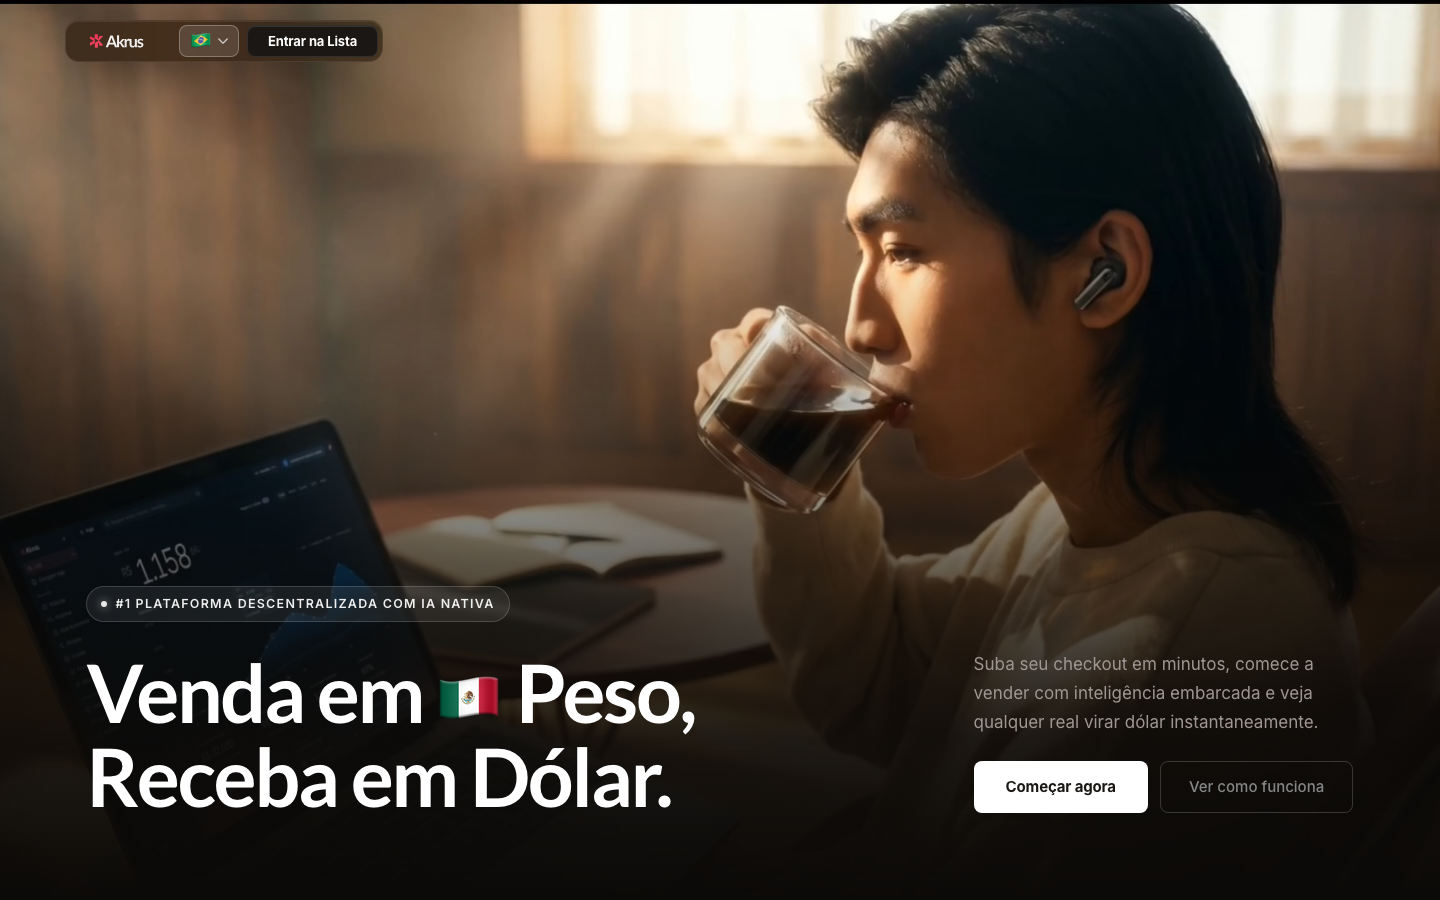 Akrus
Entrar na Lista
1.158
#1 PLATAFORMA DESCENTRALIZADA COM IA NATIVA
Venda em 🇲🇽 Peso,
Receba em Dólar.
Suba seu checkout em minutos, comece a
vender com inteligência embarcada e veja
qualquer real virar dólar instantaneamente.
Começar agora
Ver como funciona